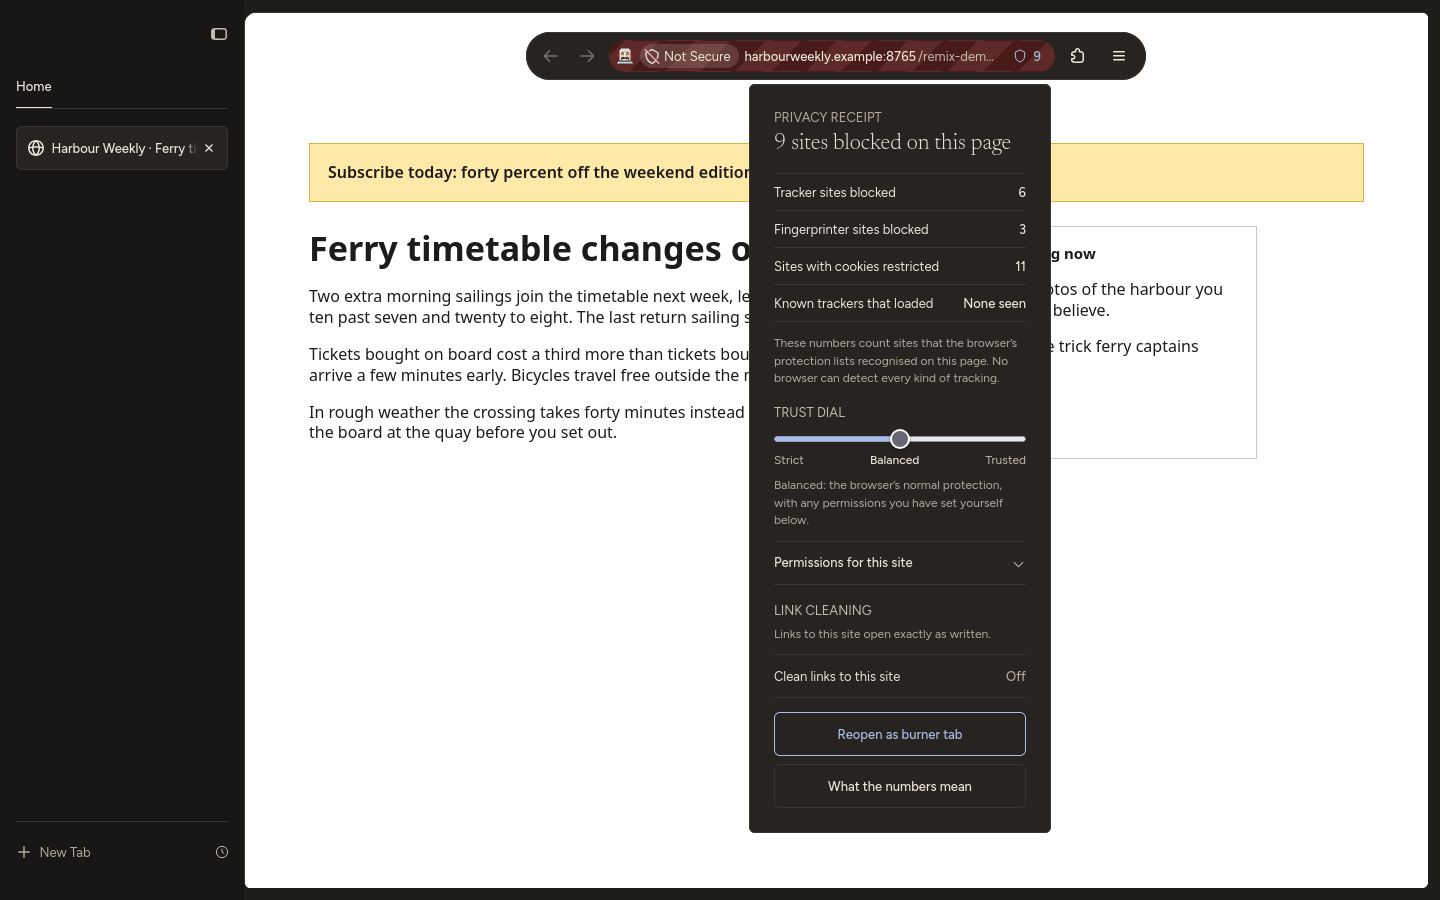 Home
Harbour Weekly · Ferry ti
New Tab
Not Secure harbourweekly.example:8765/remix-dem... 9
Subscribe today: forty percent off the weekend edition
Ferry timetable changes o
Two extra morning sailings join the timetable next week, le
ten past seven and twenty to eight. The last return sailing s
Tickets bought on board cost a third more than tickets bou
arrive a few minutes early. Bicycles travel free outside the
In rough weather the crossing takes forty minutes instead
the board at the quay before you set out.
PRIVACY RECEIPT
9 sites blocked on this page
Tracker sites blocked 6
Fingerprinter sites blocked 3
Sites with cookies restricted 11
Known trackers that loaded None seen
These numbers count sites that the browser's
protection lists recognised on this page. No
browser can detect every kind of tracking.
TRUST DIAL
Strict Balanced Trusted
Balanced: the browser's normal protection,
with any permissions you have set yourself
below.
Permissions for this site
LINK CLEANING
Links to this site open exactly as written.
Clean links to this site Off
Reopen as burner tab
What the numbers mean
g now
otos of the harbour you
believe.
e trick ferry captains